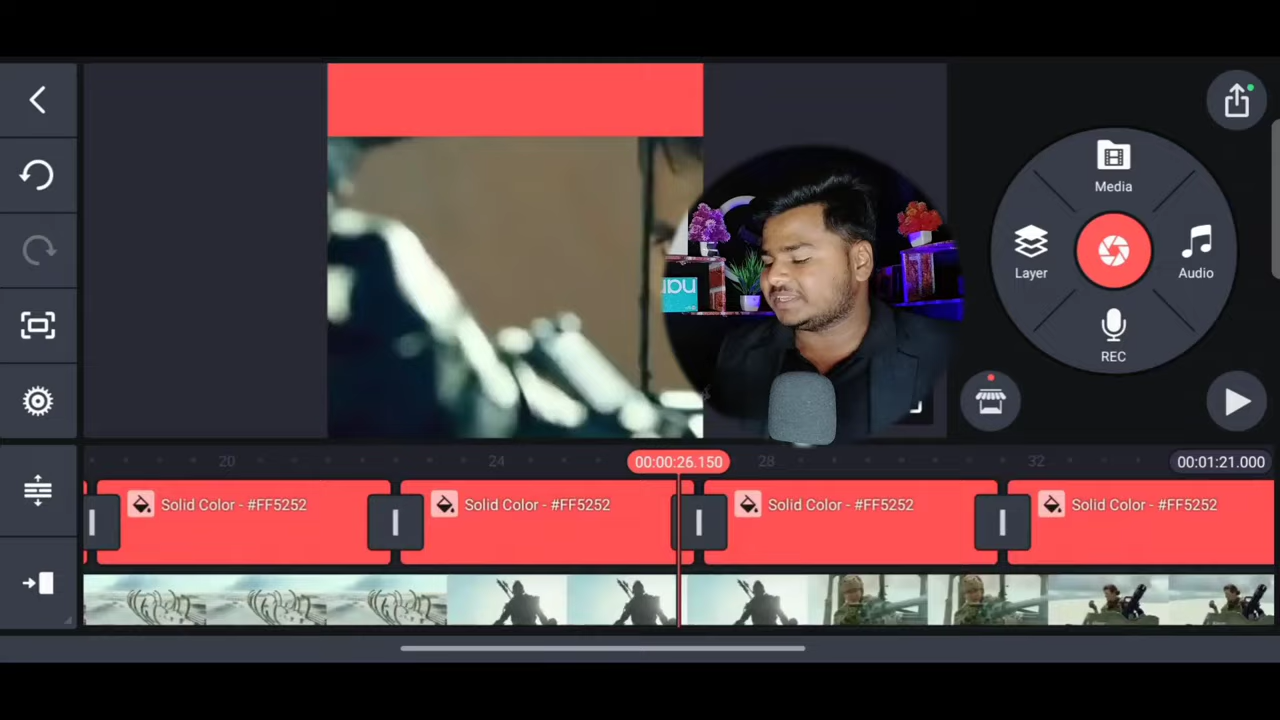 Media
Layer
Audio
REC
20
24
00:00:26.150
28
32
00:01:21.000
Solid Color - #FF5252
Solid Color - #FF5252
Solid Color - #FF5252
Solid Color - #FF5252